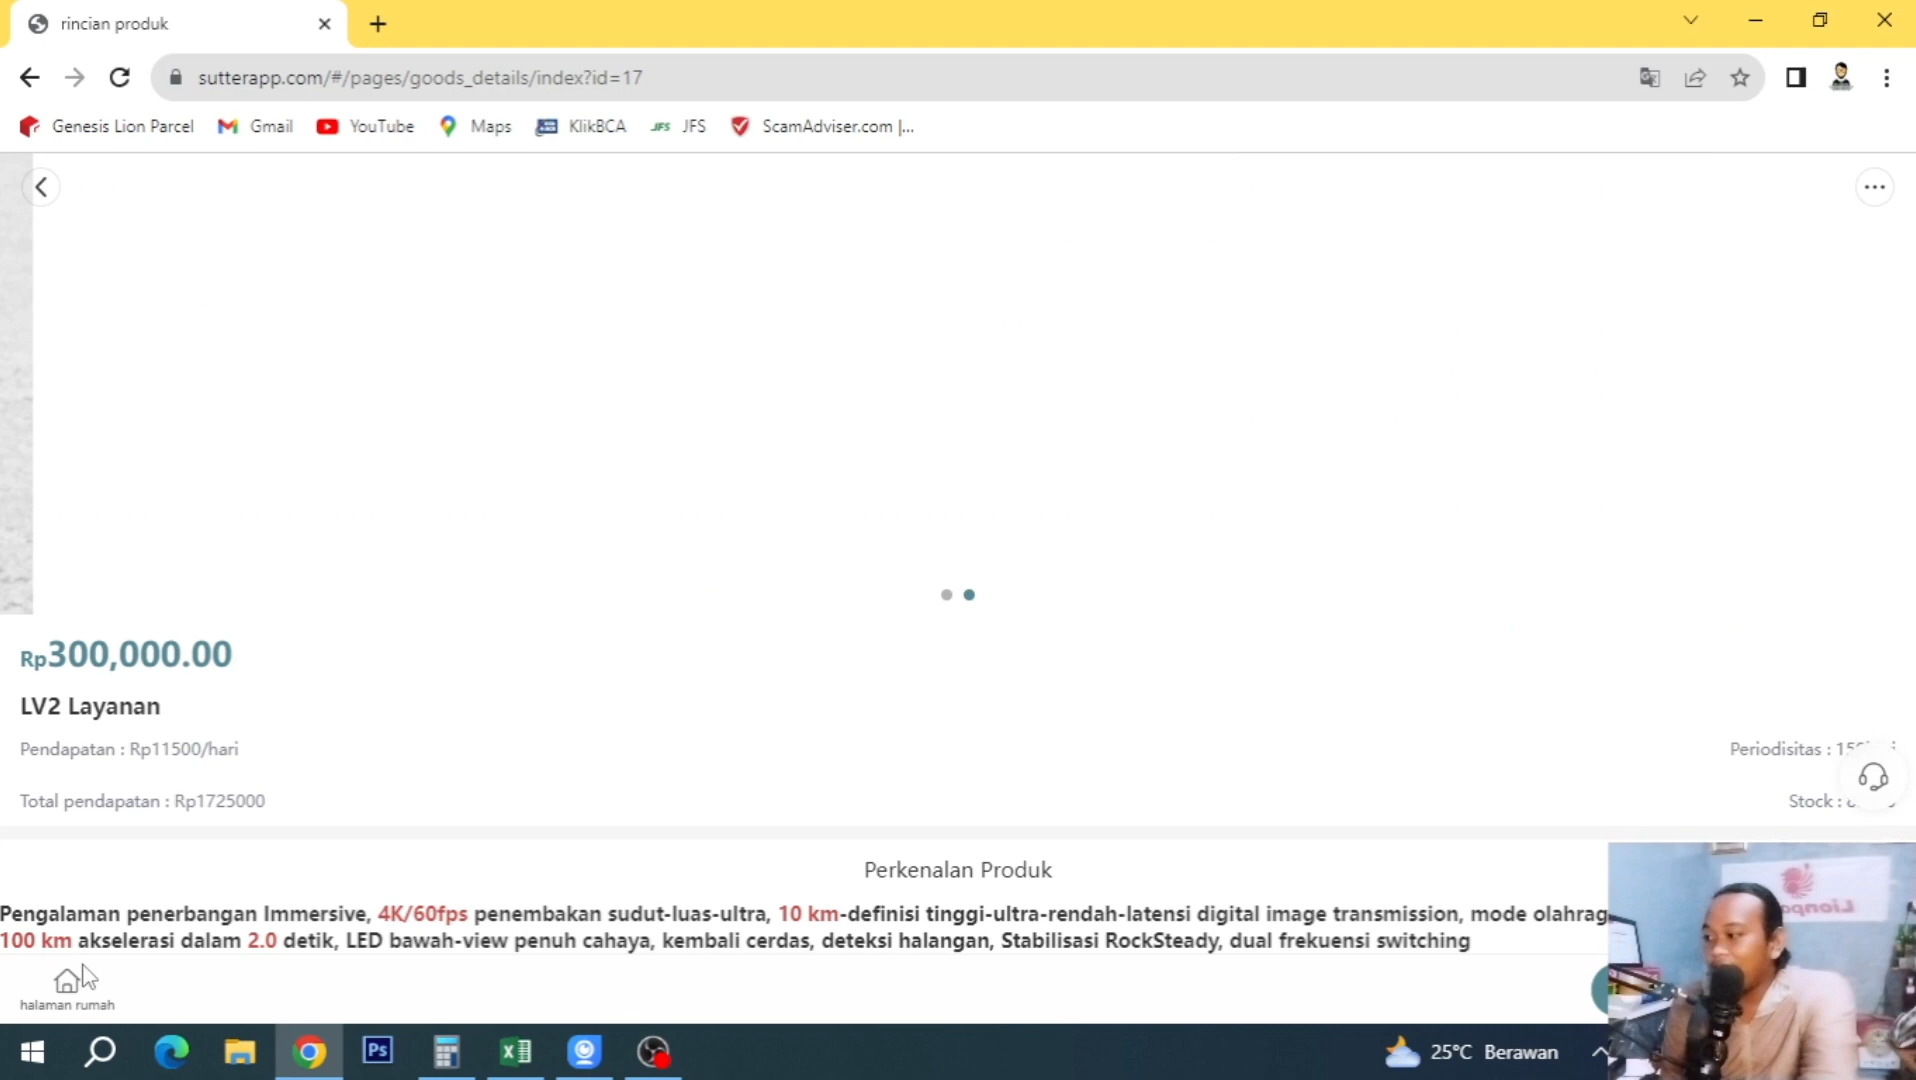 rincian produk
sutterapp.com/#/pages/goods_details/index?id=17
Genesis Lion Parcel Gmail YouTube Maps KlikBCA JFS JFS ScamAdviser.com |...
Rp300,000.00
LV2 Layanan
Pendapatan : Rp11500/hari Periodisitas :
Total pendapatan : Rp1725000 Stock :
Perkenalan Produk
Pengalaman penerbangan Immersive, 4K/60fps penembakan sudut-luas-ultra, 10 km-definisi tinggi-ultra-rendah-latensi digital image transmission, mode olahrag
100 km akselerasi dalam 2.0 detik, LED bawah-view penuh cahaya, kembali cerdas, deteksi halangan, Stabilisasi RockSteady, dual frekuensi switching
halaman rumah
Ps
25°C Berawan